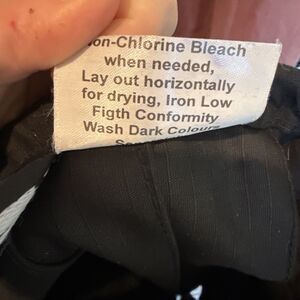 on-Chlorine Bleach
when needed,
Lay out horizontally
for drying, Iron Low
Figth Conformity
Wash Dark Colours